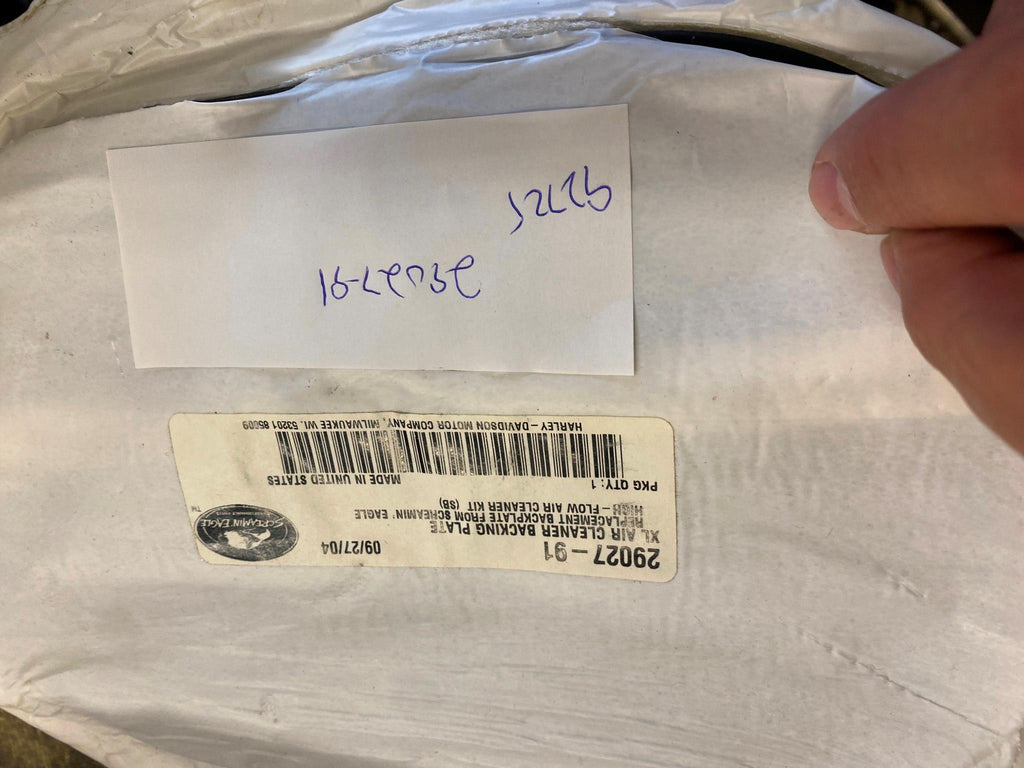 29027-91 09/27/04
XL AIR CLEANER BACKING PLATE
REPLACEMENT BACKPLATE FROM SCREAMIN' EAGLE
HIGH-FLOW AIR CLEANER KIT (SB)
SCREAMIN' EAGLE
TM
PKG QTY: 1 MADE IN UNITED STATES
HARLEY-DAVIDSON MOTOR COMPANY, MILWAUKEE WI. 53201
29027-91
92725